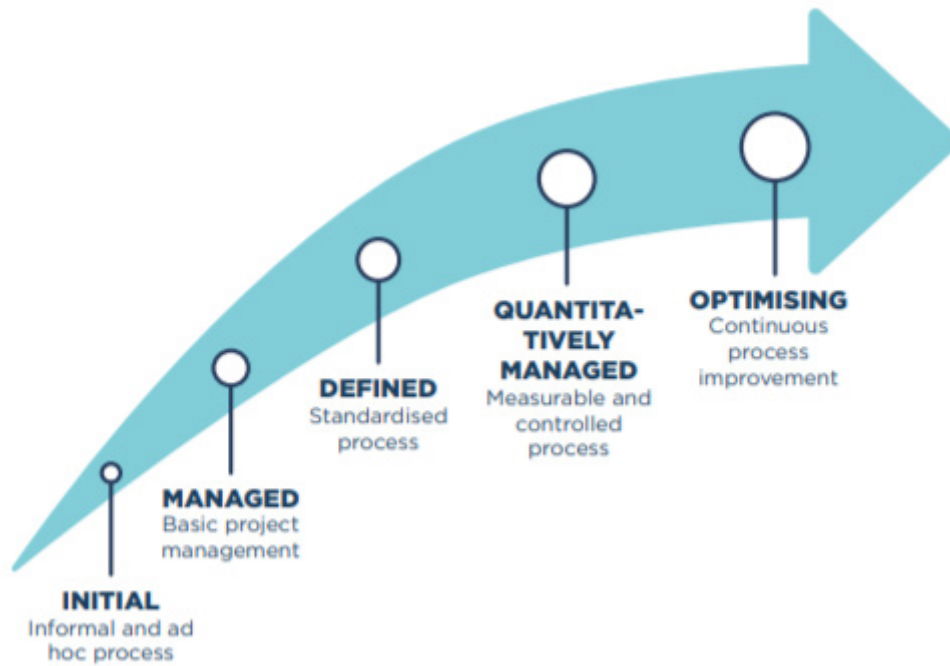 INITIAL
Informal and ad
hoc process
MANAGED
Basic project
management
DEFINED
Standardised
process
QUANTITA-
TIVELY
MANAGED
Measurable and
controlled
process
OPTIMISING
Continuous
process
improvement